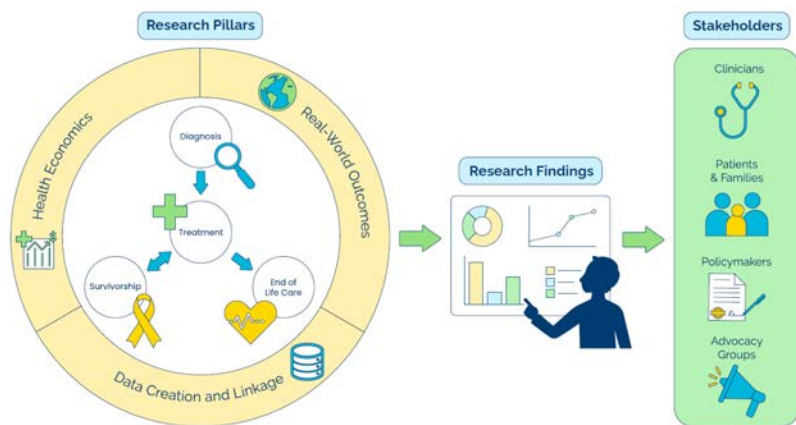 Research Pillars
Health Economics
Real-World Outcomes
Data Creation and Linkage
Diagnosis
Treatment
Survivorship
End of
Life Care
Research Findings
Stakeholders
Clinicians
Patients
& Families
Policymakers
Advocacy
Groups